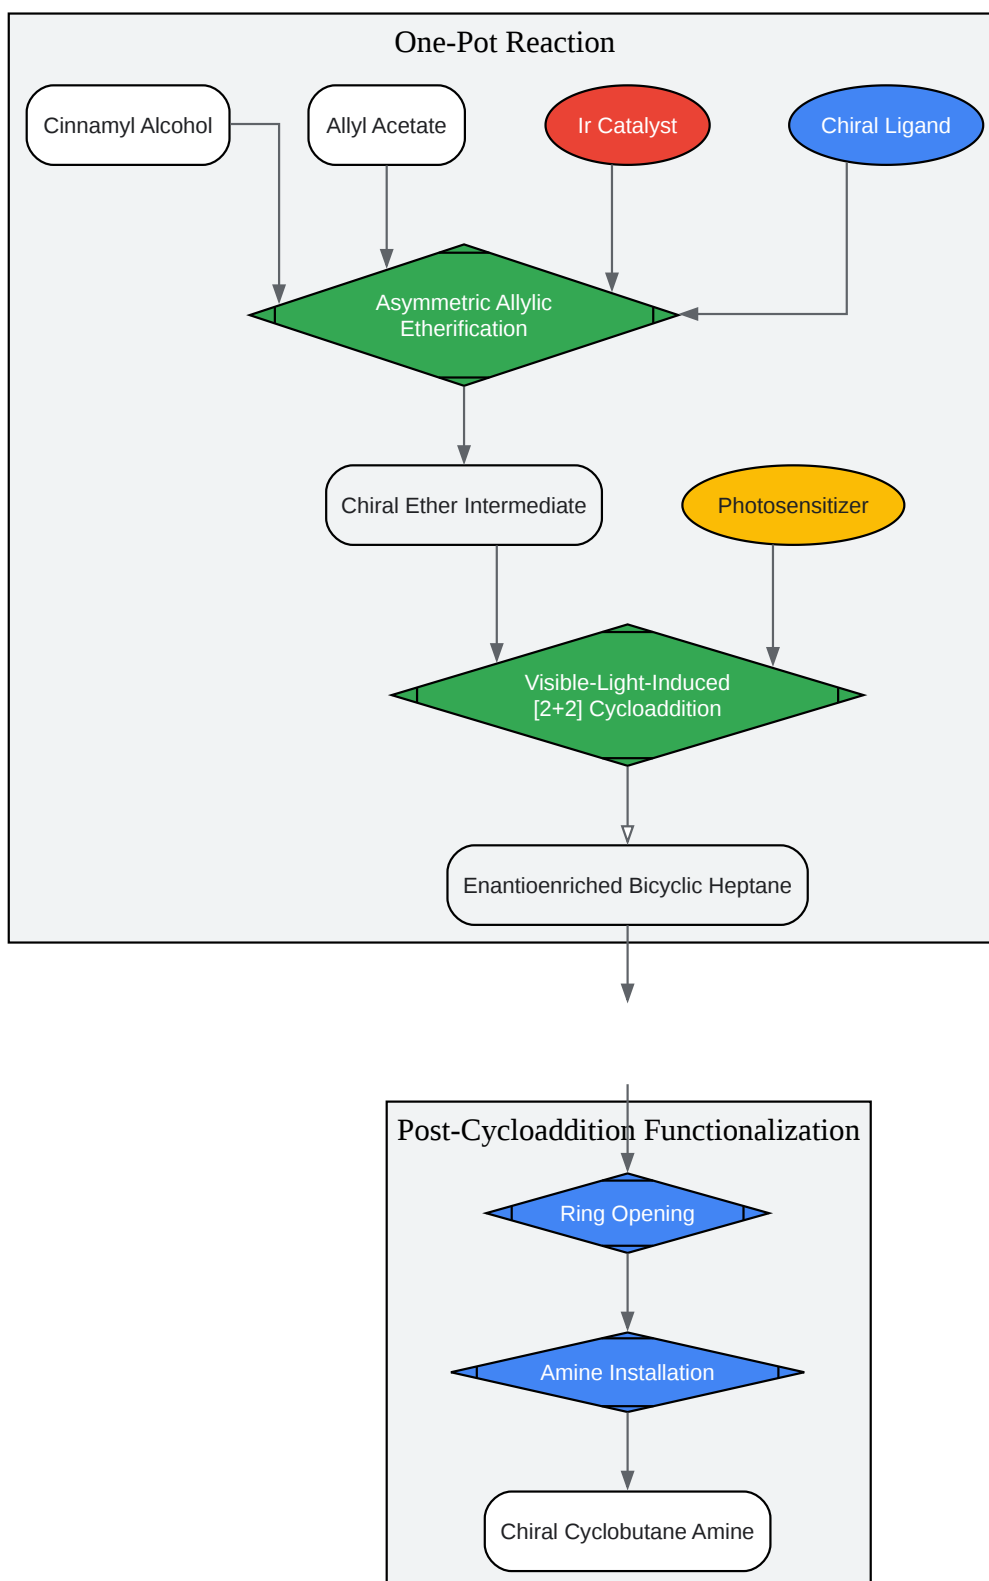 One-Pot Reaction
Cinnamyl Alcohol
Allyl Acetate
Ir Catalyst
Chiral Ligand
Asymmetric Allylic
Etherification
Chiral Ether Intermediate
Photosensitizer
Visible-Light-Induced
[2+2] Cycloaddition
Enantioenriched Bicyclic Heptane
Post-Cycloaddition Functionalization
Ring Opening
Amine Installation
Chiral Cyclobutane Amine